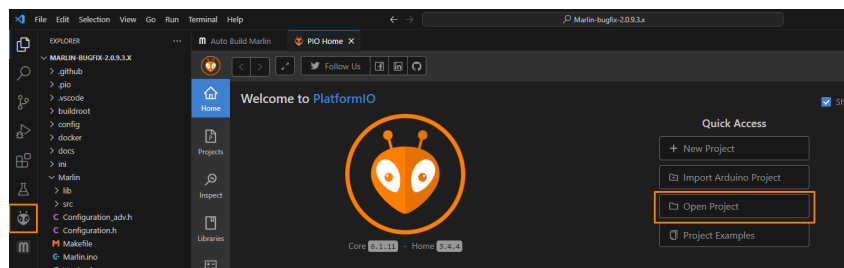 File Edit Selection View Go Run Terminal Help
Marlin-bugfix-2.0.9.3.x
EXPLORER
MARLIN-BUGFIX-2.0.9.3.X
.github
.pio
.vscode
buildroot
config
docker
docs
ini
Marlin
lib
src
C Configuration_adv.h
C Configuration.h
M Makefile
Marlin.ino
Auto Build Marlin
PIO Home
Follow Us
Home
Projects
Inspect
Libraries
Welcome to PlatformIO
Core 6.1.11 · Home 3.4.4
Quick Access
New Project
Import Arduino Project
Open Project
Project Examples